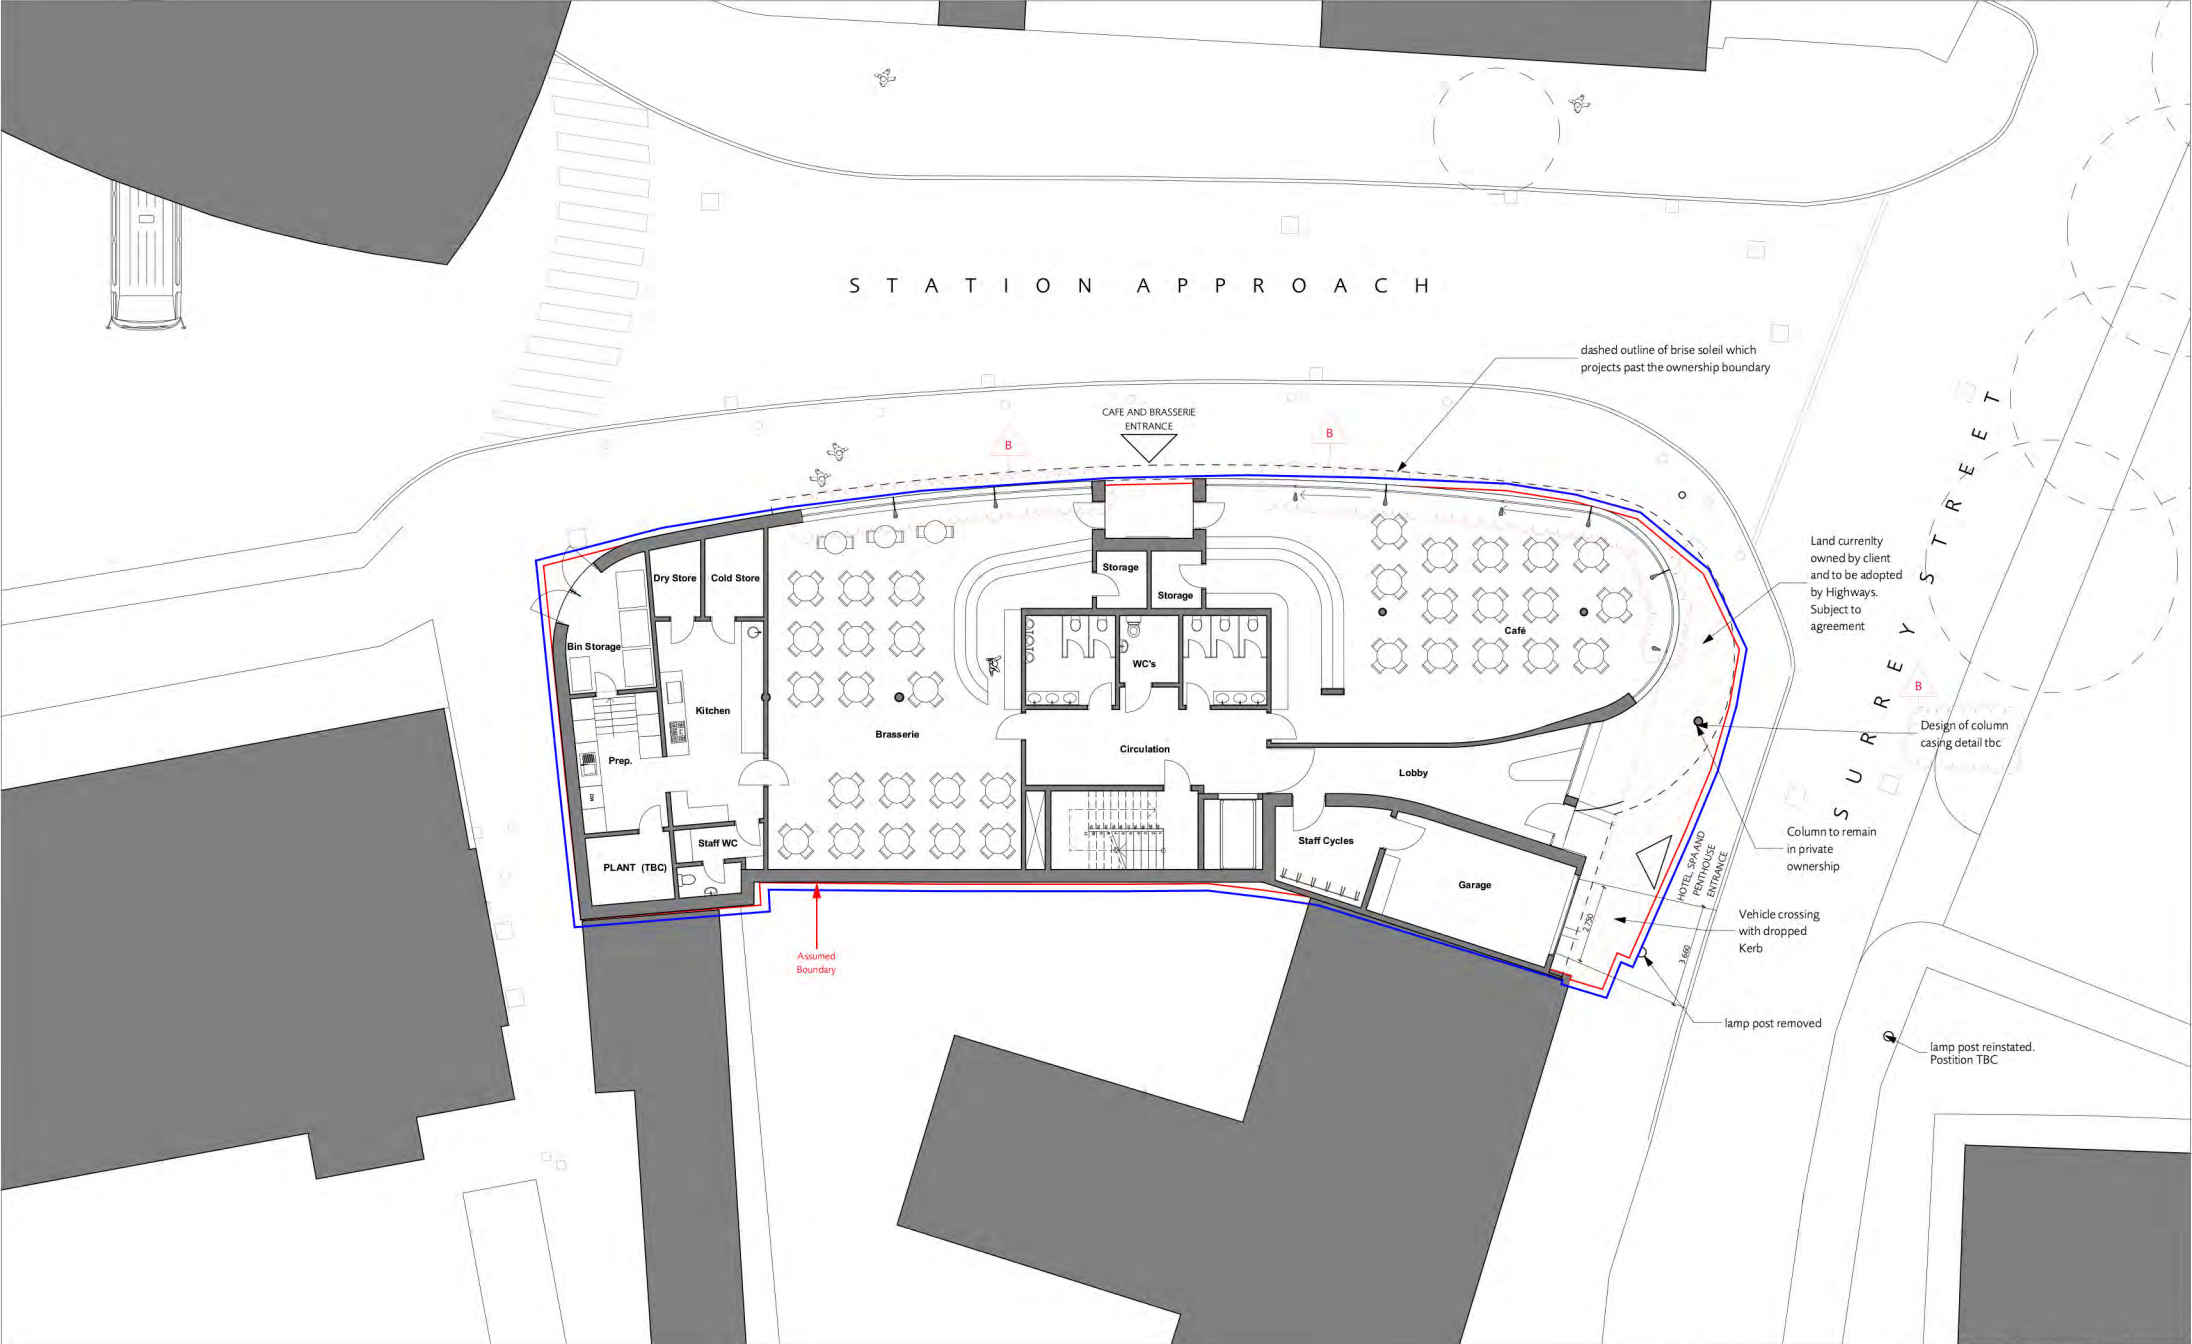 STATION APPROACH
dashed outline of brise soleil which
projects past the ownership boundary
CAFE AND BRASSERIE
ENTRANCE
B
B
SURREY STREET
Land currenlty
owned by client
and to be adopted
by Highways.
Subject to
agreement
Dry Store
Cold Store
Storage
Storage
Bin Storage
WC's
Café
Kitchen
Brasserie
Circulation
Prep.
Lobby
B
Design of column
casing detail tbc
Staff WC
Staff Cycles
PLANT (TBC)
Garage
HOTEL, SPA AND
PENTHOUSE
ENTRANCE
Column to remain
in private
ownership
2.750
3.660
Vehicle crossing
with dropped
Kerb
Assumed
Boundary
lamp post removed
lamp post reinstated.
Postition TBC